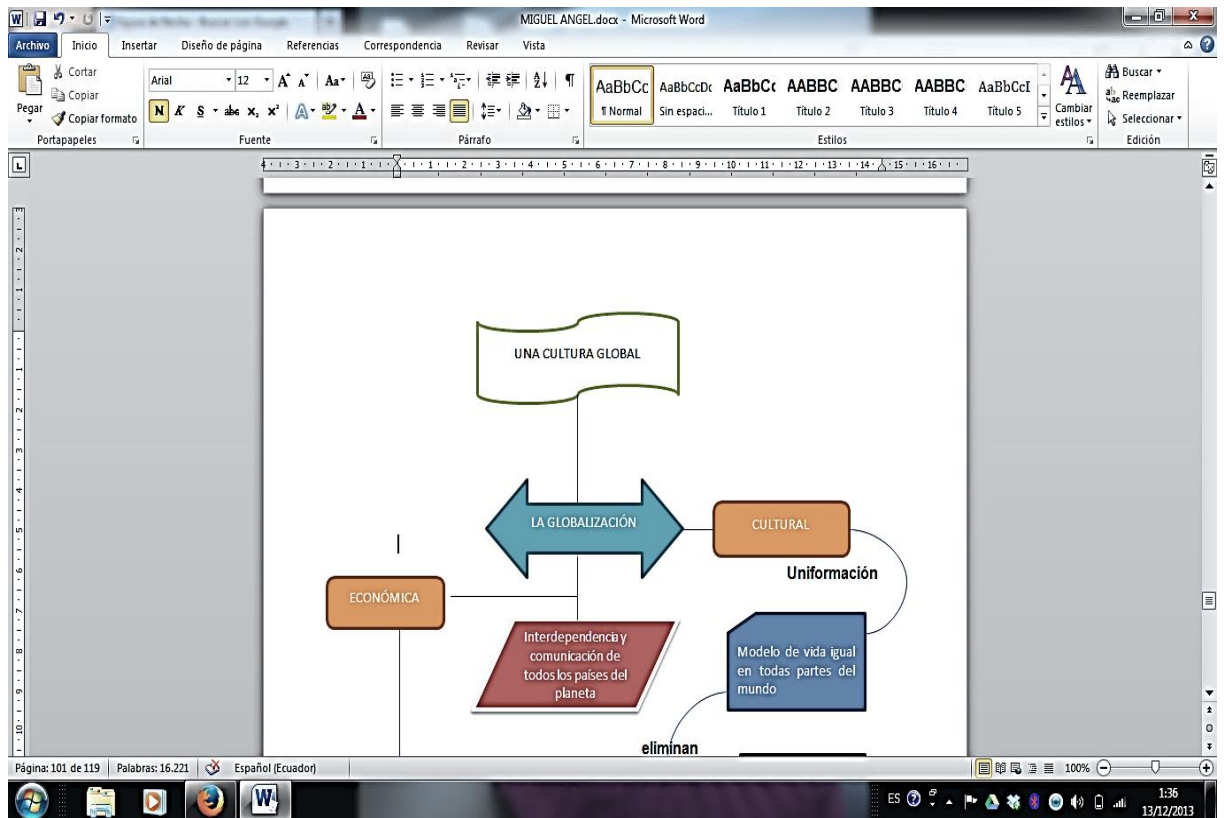 MIGUEL ANGEL.docx - Microsoft Word
Archivo Inicio Insertar Diseño de página Referencias Correspondencia Revisar Vista
Pegar
Cortar
Copiar
Copiar formato
Portapapeles
Arial 12
N K S abc x₂ x²
Fuente
Párrafo
AaBbCc AaBbCcDc AaBbCc AABBC AABBC AABBC AaBbCcI
¶ Normal Sin espaci... Título 1 Título 2 Título 3 Título 4 Título 5
Cambiar
estilos
Estilos
Buscar
Reemplazar
Seleccionar
Edición
UNA CULTURA GLOBAL
LA GLOBALIZACIÓN
CULTURAL
Uniformación
ECONÓMICA
Interdependencia y
comunicación de
todos los países del
planeta
Modelo de vida igual
en todas partes del
mundo
eliminan
Página: 101 de 119 Palabras: 16.221 Español (Ecuador) 100%
ES 1:36
13/12/2013